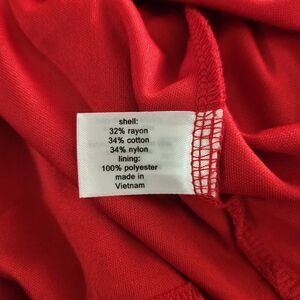 shell:
32% rayon
34% cotton
34% nylon
lining:
100% polyester
made in
Vietnam